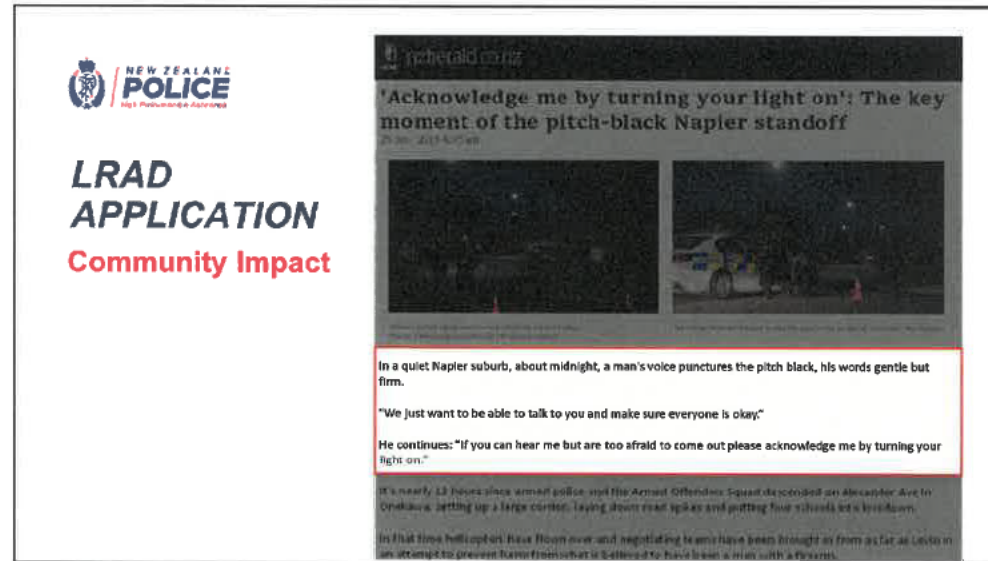 NEW ZEALAND
POLICE
LRAD
APPLICATION
Community Impact
nzherald.co.nz
'Acknowledge me by turning your light on': The key
moment of the pitch-black Napier standoff
In a quiet Napier suburb, about midnight, a man's voice punctures the pitch black, his words gentle but
firm.
"We just want to be able to talk to you and make sure everyone is okay."
He continues: "If you can hear me but are too afraid to come out please acknowledge me by turning your
light on."
It's nearly 12 hours since armed police and the Armed Offenders Squad descended on Alexander Ave in
Onekawa, setting up a large cordon, laying down road spikes and putting four schools into lockdown.
In that time helicopters have flown over and negotiating teams have been brought in from as far as Levin in
an attempt to prevent harm from what is believed to have been a man with a firearm.